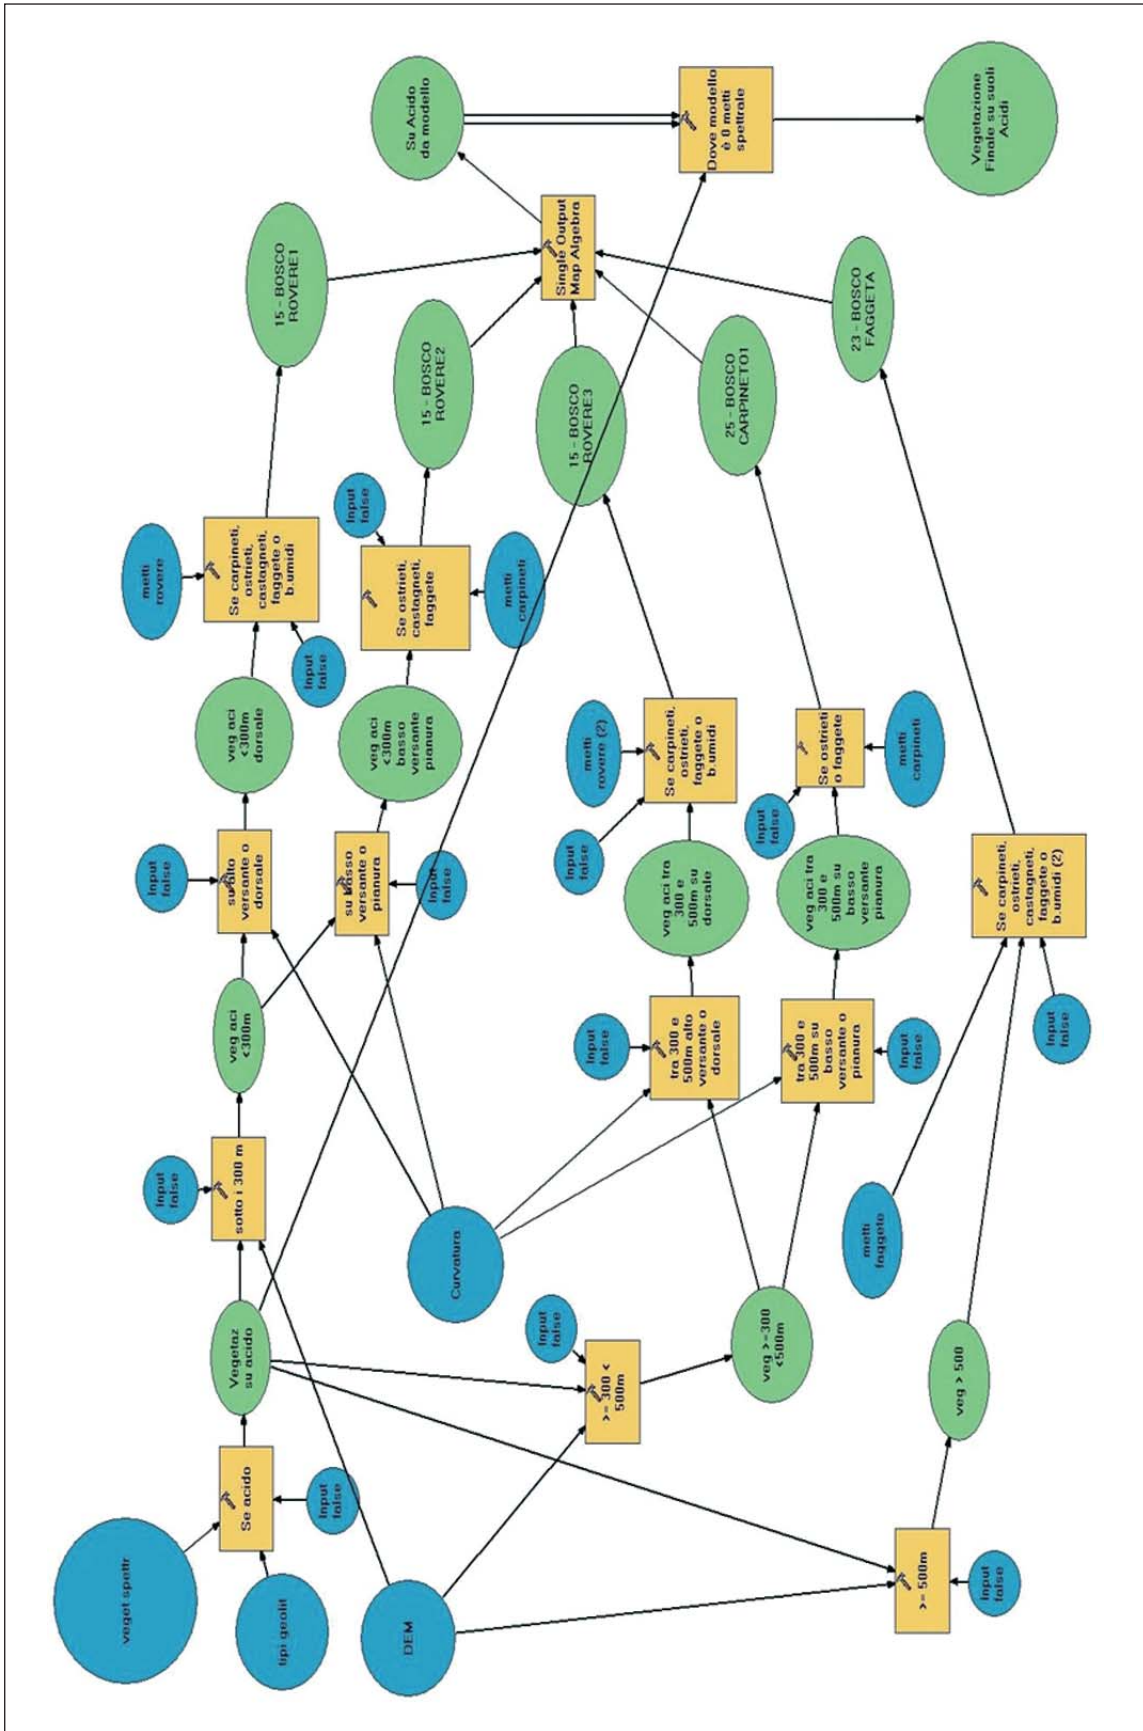 veget spettr
tipi geolit
Se acido
Input
false
Vegetaz
su acido
Input
false
sotto i 300 m
veg aci
<300m
Input
false
su alto
versante o
dorsale
veg aci
<300m
dorsale
metti
rovere
Input
false
Se carpineti,
ostrieti,
castagneti,
faggete o
b.umidi
15 - BOSCO
ROVERE1
su basso
versante o
pianura
Input
false
veg aci
<300m
basso
versante
pianura
Input
false
Se ostrieti,
castagneti,
faggete
metti
carpineti
15 - BOSCO
ROVERE2
Su Acido
da modello
DEM
Curvatura
Input
false
>= 300 <
500m
veg >=300
<500m
Input
false
tra 300 e
500m alto
versante o
dorsale
veg aci tra
300 e
500m su
dorsale
Input
false
metti
rovere (2)
Se carpineti,
ostrieti,
faggete o
b.umidi
15 - BOSCO
ROVERE3
Single Output
Map Algebra
tra 300 e
500m su
basso
versante o
pianura
Input
false
veg aci tra
300 e
500m su
basso
versante
pianura
Input
false
Se ostrieti
o faggete
metti
carpineti
25 - BOSCO
CARPINETO1
Dove modello
è 0 metti
spettrale
>= 500m
Input
false
veg > 500
metti
faggete
Input
false
Se carpineti,
ostrieti,
castagneti,
faggete o
b.umidi (2)
23 - BOSCO
FAGGETA
Vegetazione
Finale su suoli
Acidi